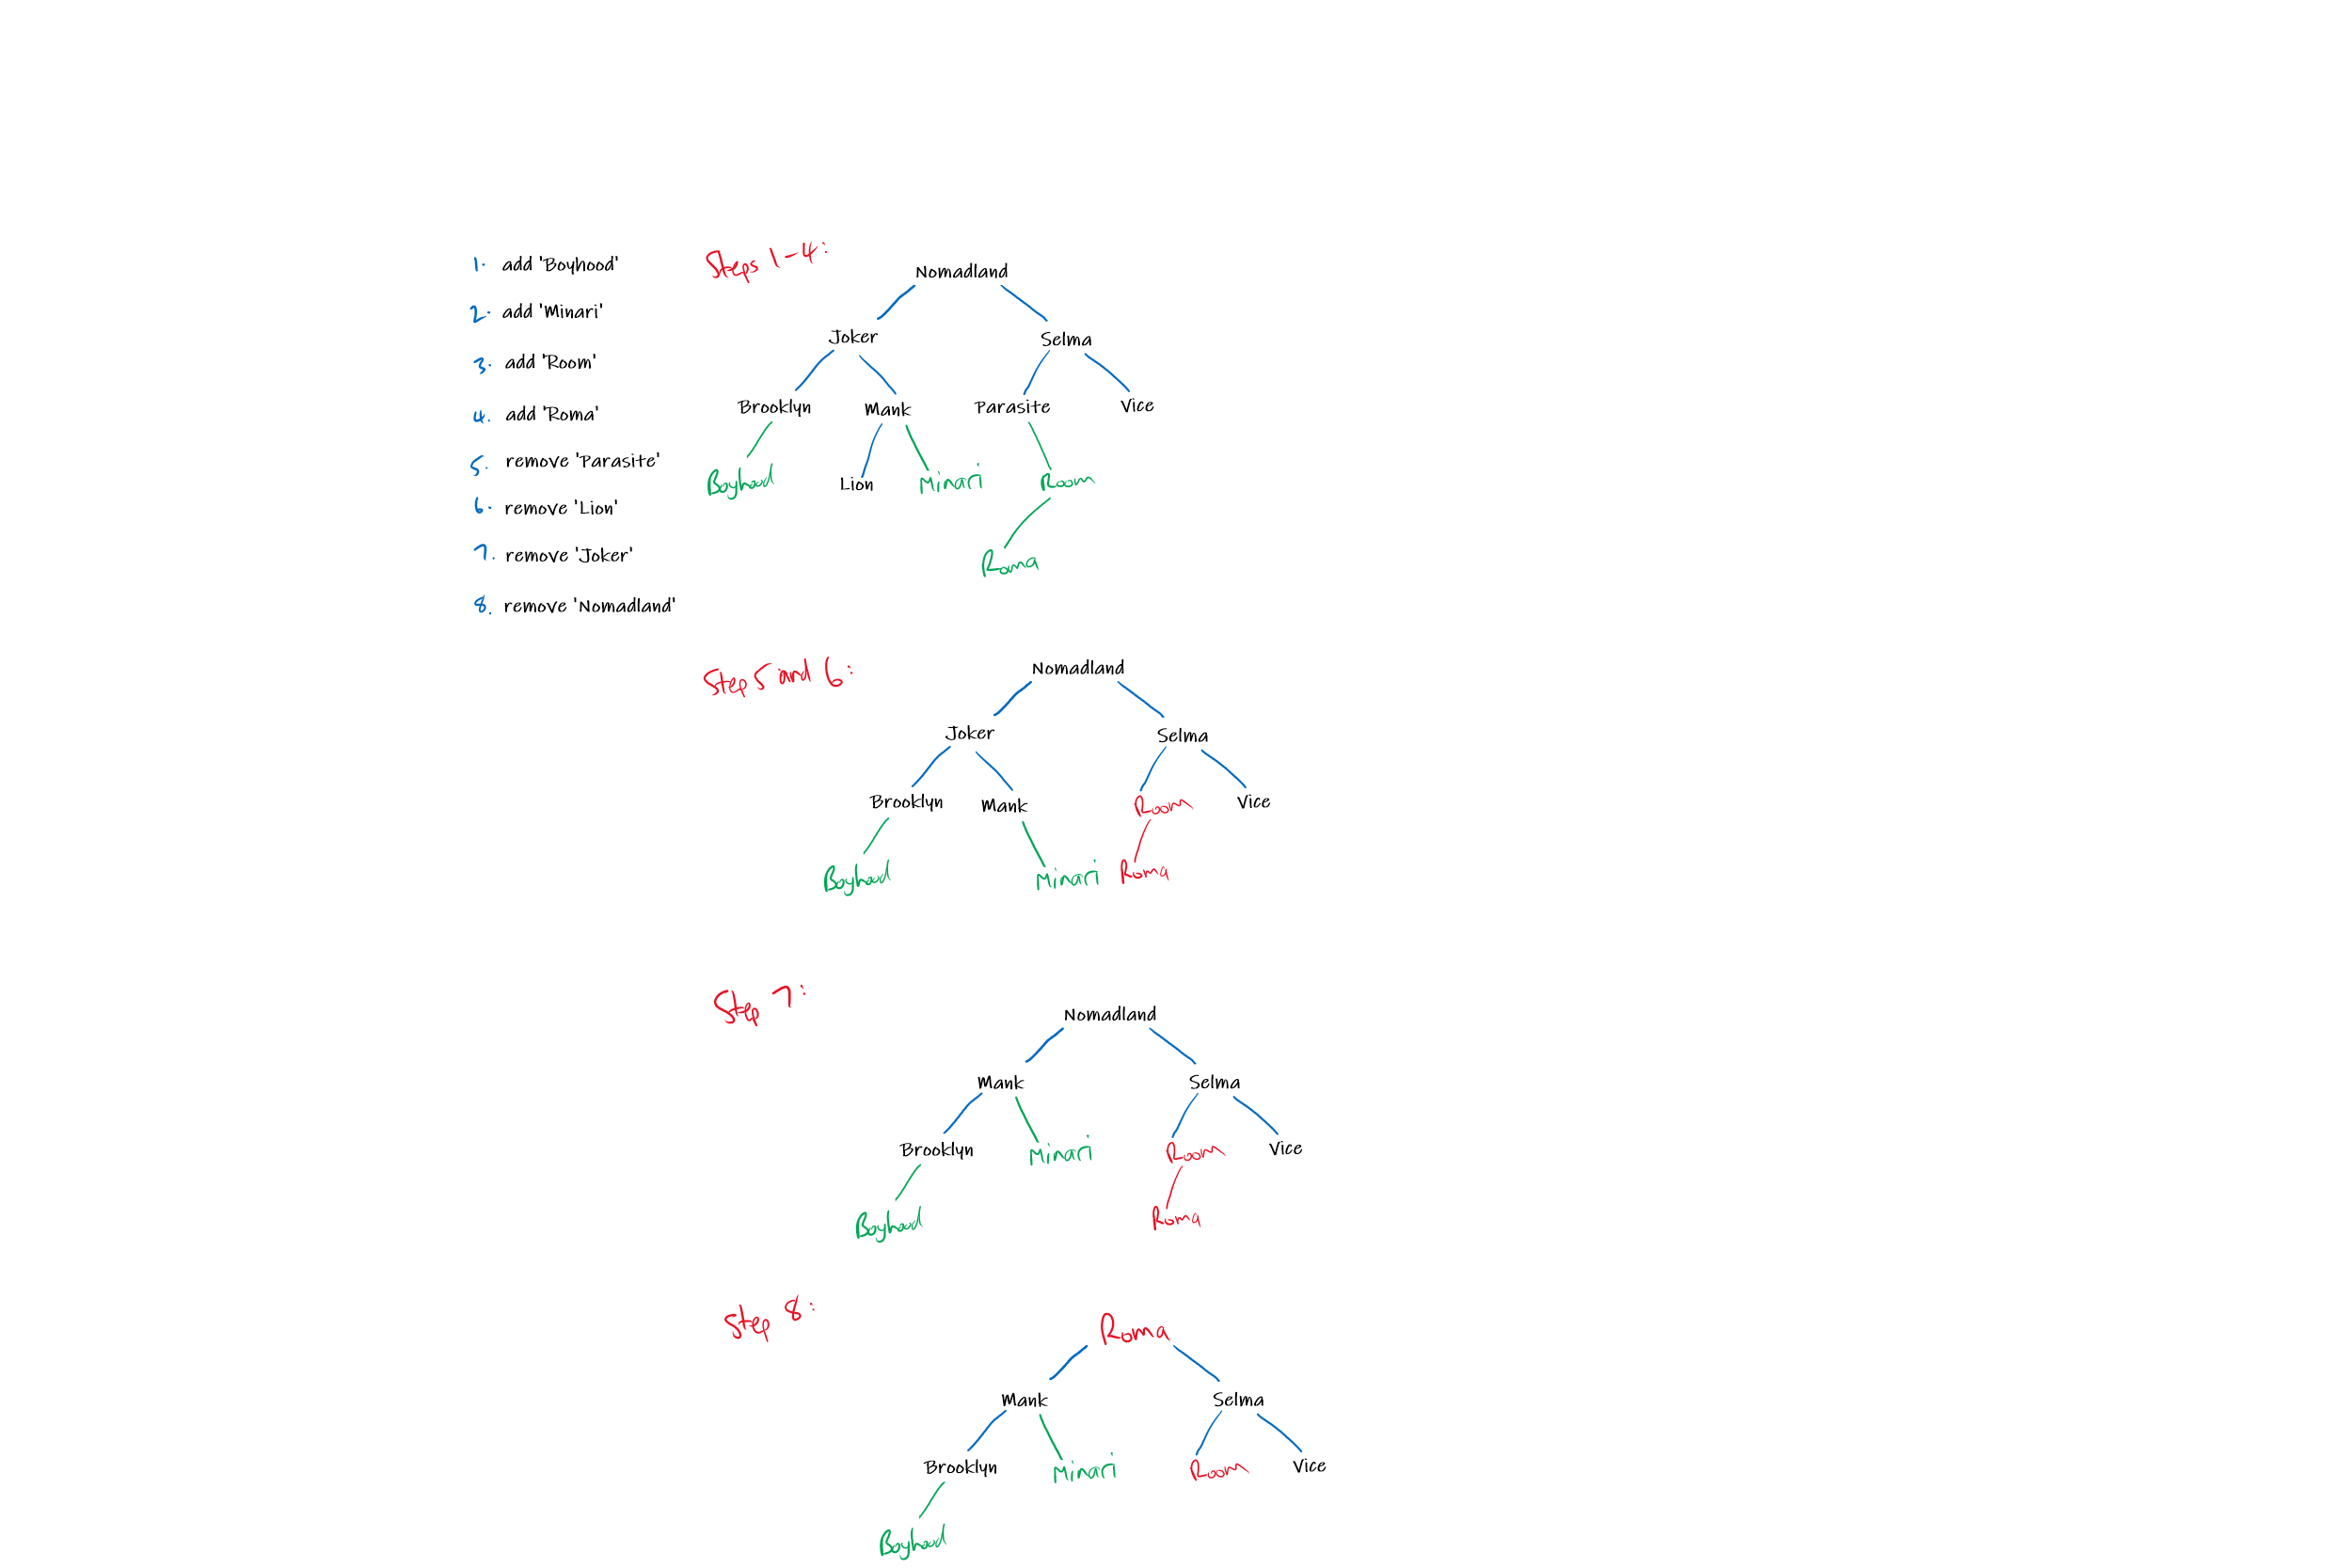 1. add 'Boyhood'
2. add 'Minari'
3. add 'Room'
4. add 'Roma'
5. remove 'Parasite'
6. remove 'Lion'
7. remove 'Joker'
8. remove 'Nomadland'
Steps 1-4:
Nomadland
Joker Selma
Brooklyn Mank Parasite Vice
Boyhood Lion Minari Room
Roma
Step 5 and 6:
Nomadland
Joker Selma
Brooklyn Mank Room Vice
Boyhood Minari Roma
Step 7:
Nomadland
Mank Selma
Brooklyn Minari Room Vice
Boyhood Roma
Step 8:
Roma
Mank Selma
Brooklyn Minari Room Vice
Boyhood